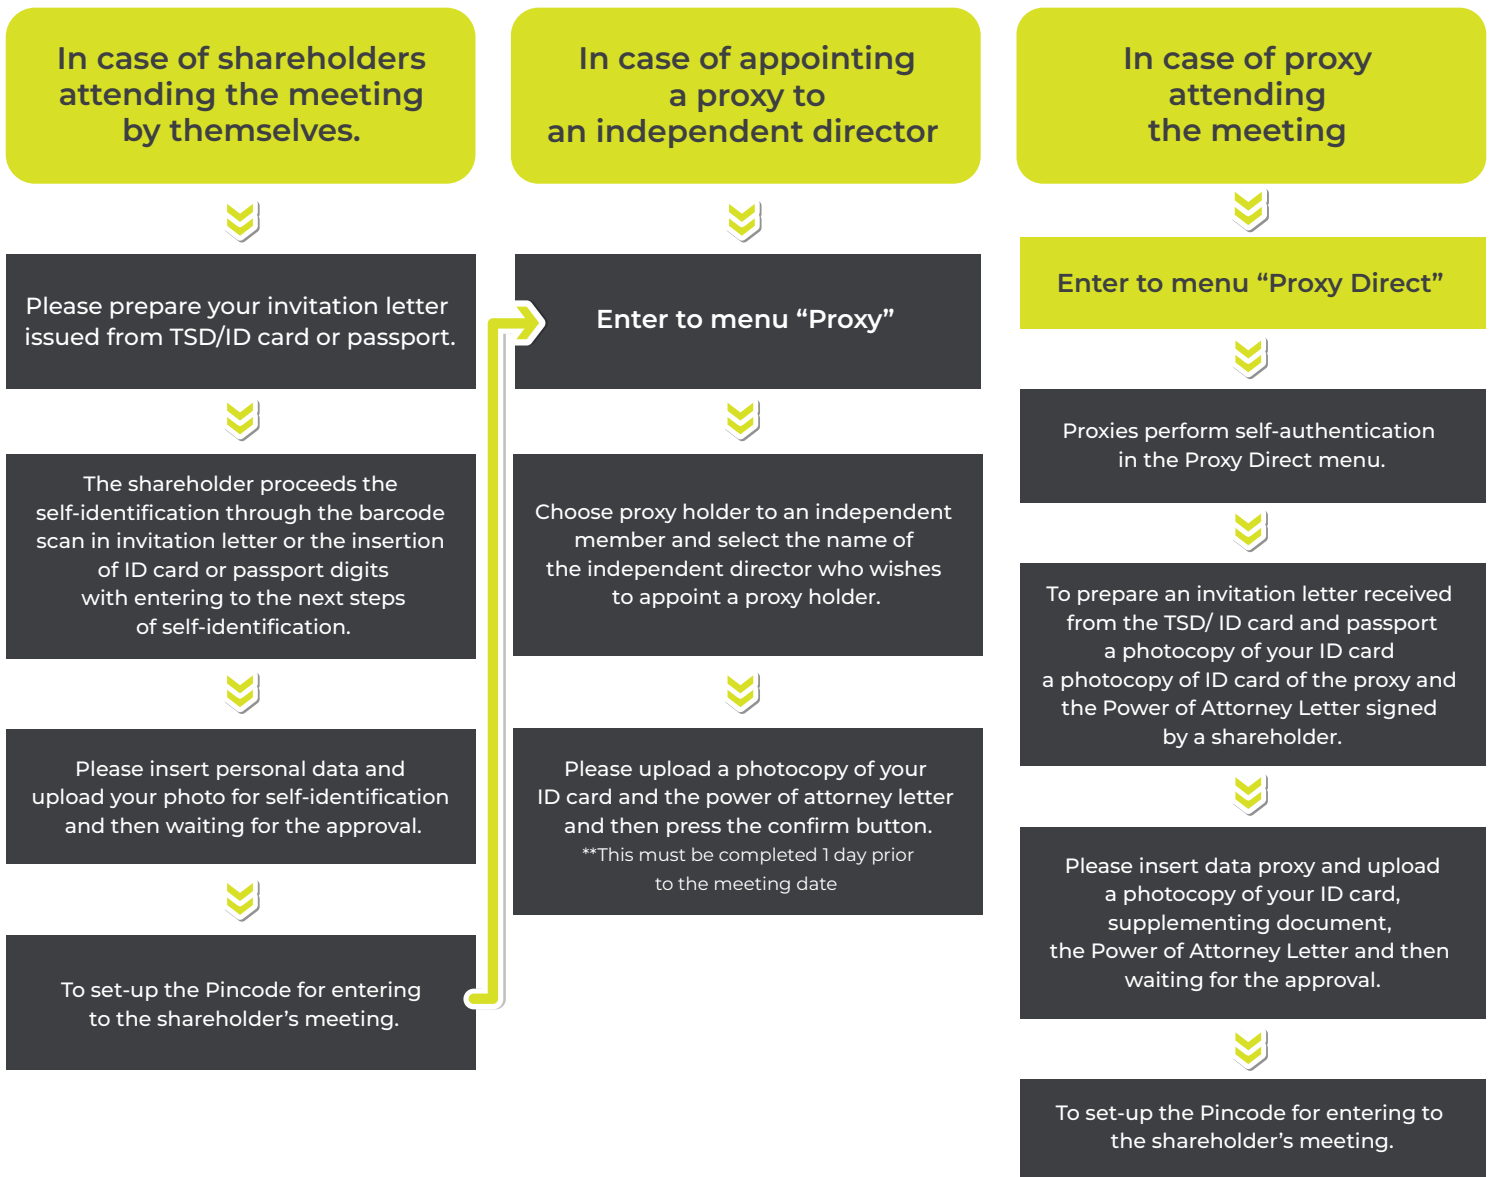 In case of shareholders
attending the meeting
by themselves.
Please prepare your invitation letter
issued from TSD/ID card or passport.
The shareholder proceeds the
self-identification through the barcode
scan in invitation letter or the insertion
of ID card or passport digits
with entering to the next steps
of self-identification.
Please insert personal data and
upload your photo for self-identification
and then waiting for the approval.
To set-up the Pincode for entering
to the shareholder’s meeting.
In case of appointing
a proxy to
an independent director
Enter to menu “Proxy”
Choose proxy holder to an independent
member and select the name of
the independent director who wishes
to appoint a proxy holder.
Please upload a photocopy of your
ID card and the power of attorney letter
and then press the confirm button.
**This must be completed 1 day prior
to the meeting date
In case of proxy
attending
the meeting
Enter to menu “Proxy Direct”
Proxies perform self-authentication
in the Proxy Direct menu.
To prepare an invitation letter received
from the TSD/ ID card and passport
a photocopy of your ID card
a photocopy of ID card of the proxy and
the Power of Attorney Letter signed
by a shareholder.
Please insert data proxy and upload
a photocopy of your ID card,
supplementing document,
the Power of Attorney Letter and then
waiting for the approval.
To set-up the Pincode for entering to
the shareholder’s meeting.